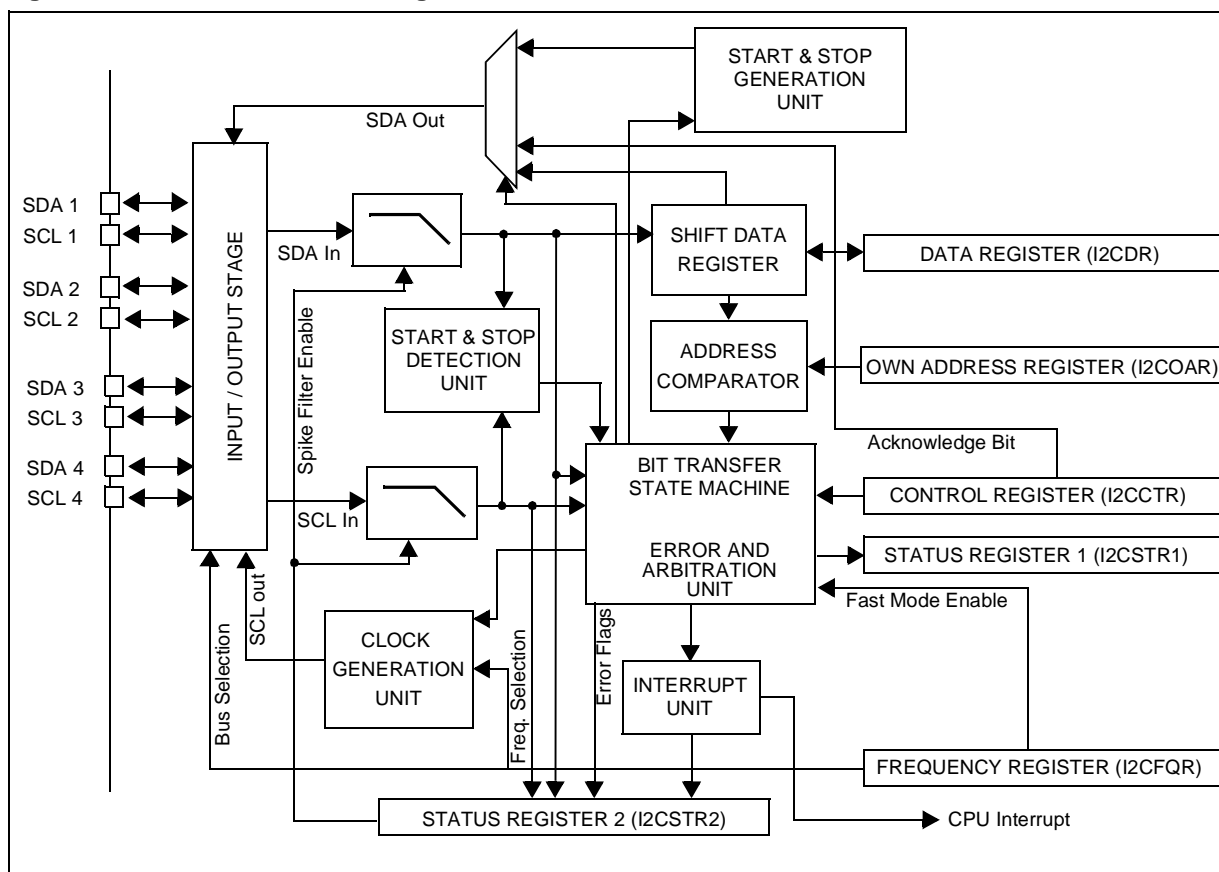 START & STOP
GENERATION
UNIT
SDA Out
SDA 1
SCL 1
SDA 2
SCL 2
SDA 3
SCL 3
SDA 4
SCL 4
INPUT / OUTPUT STAGE
SDA In
SCL In
Spike Filter Enable
START & STOP
DETECTION
UNIT
SHIFT DATA
REGISTER
DATA REGISTER (I2CDR)
ADDRESS
COMPARATOR
OWN ADDRESS REGISTER (I2COAR)
Acknowledge Bit
BIT TRANSFER
STATE MACHINE
ERROR AND
ARBITRATION
UNIT
CONTROL REGISTER (I2CCTR)
STATUS REGISTER 1 (I2CSTR1)
Fast Mode Enable
Bus Selection
SCL out
CLOCK
GENERATION
UNIT
Freq. Selection
Error Flags
INTERRUPT
UNIT
FREQUENCY REGISTER (I2CFQR)
STATUS REGISTER 2 (I2CSTR2)
CPU Interrupt